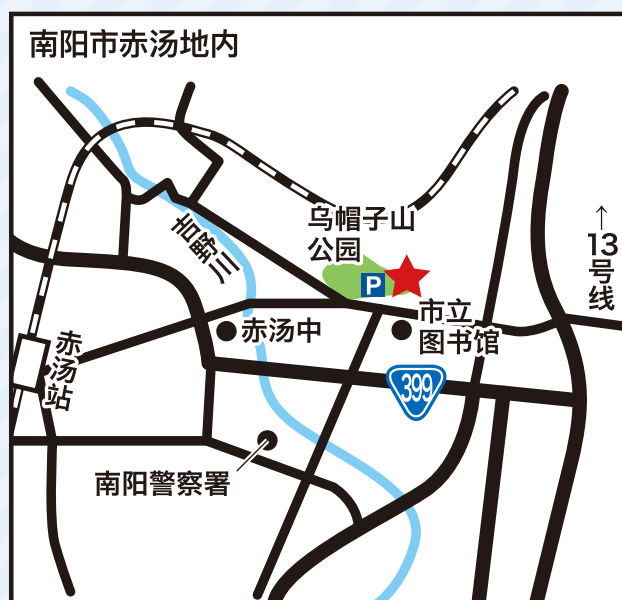 南阳市赤汤地内
乌帽子山
公园
吉野川
↑
13
号
线
P
市立
图书馆
赤汤中
赤汤站
399
南阳警察署